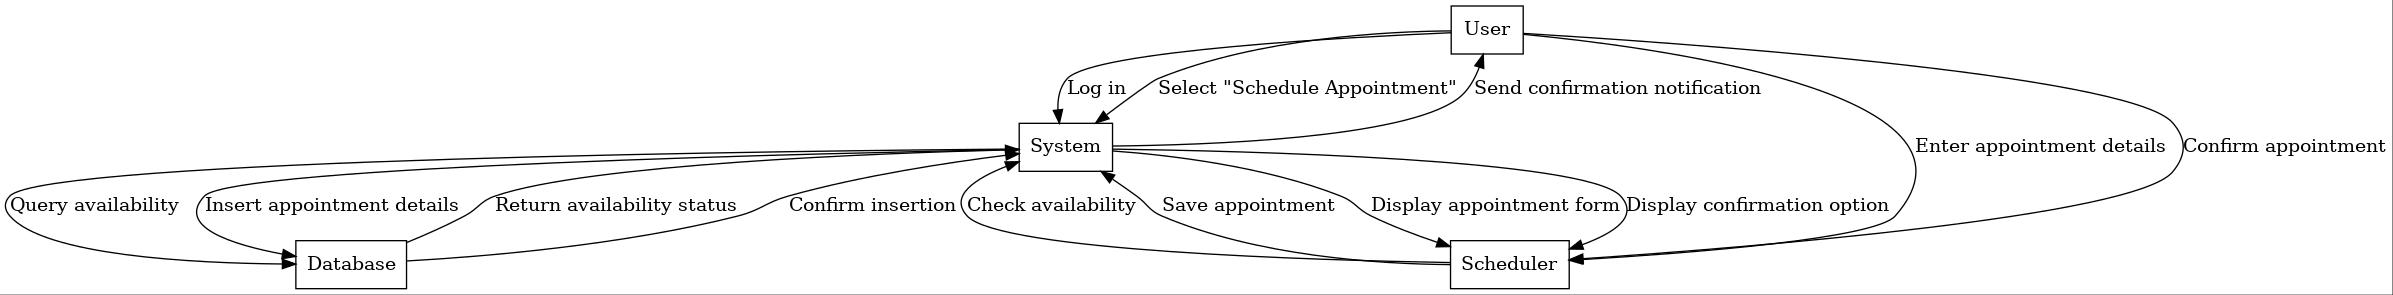 User
Log in
Select "Schedule Appointment"
Send confirmation notification
System
Enter appointment details
Confirm appointment
Query availability
Insert appointment details
Return availability status
Confirm insertion
Check availability
Save appointment
Display appointment form
Display confirmation option
Database
Scheduler